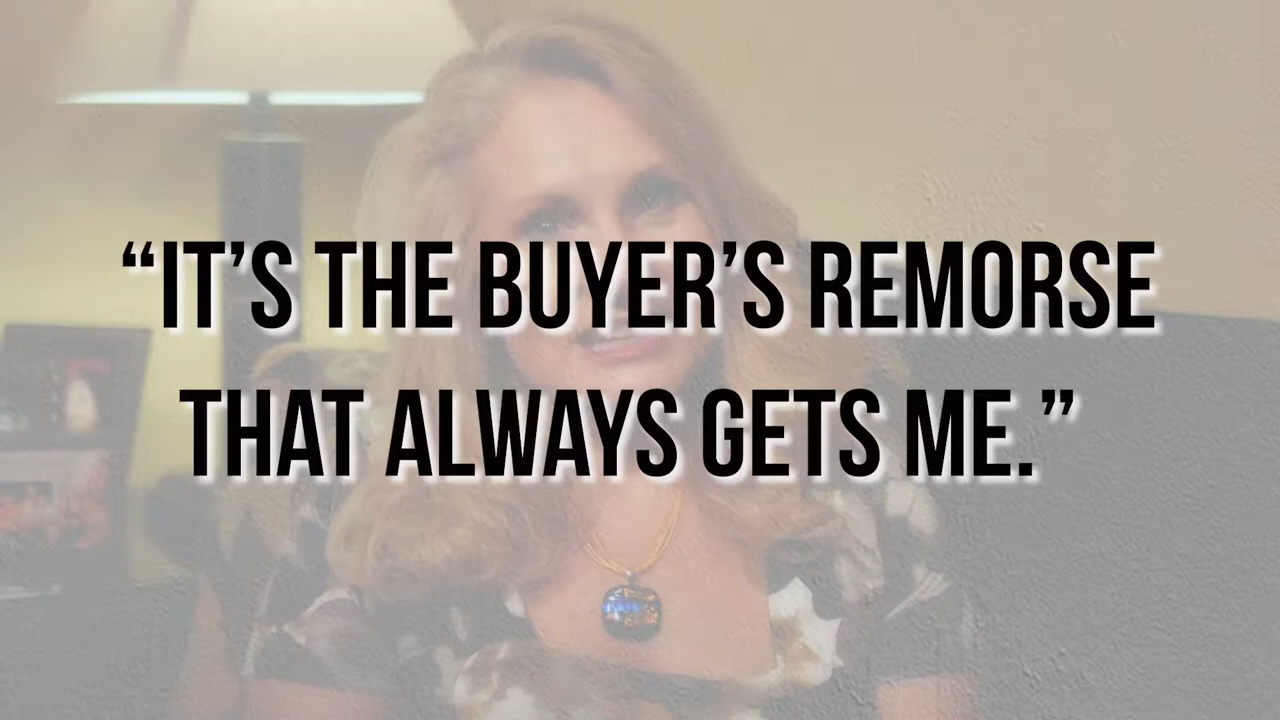 “IT’S THE BUYER’S REMORSE
THAT ALWAYS GETS ME.”